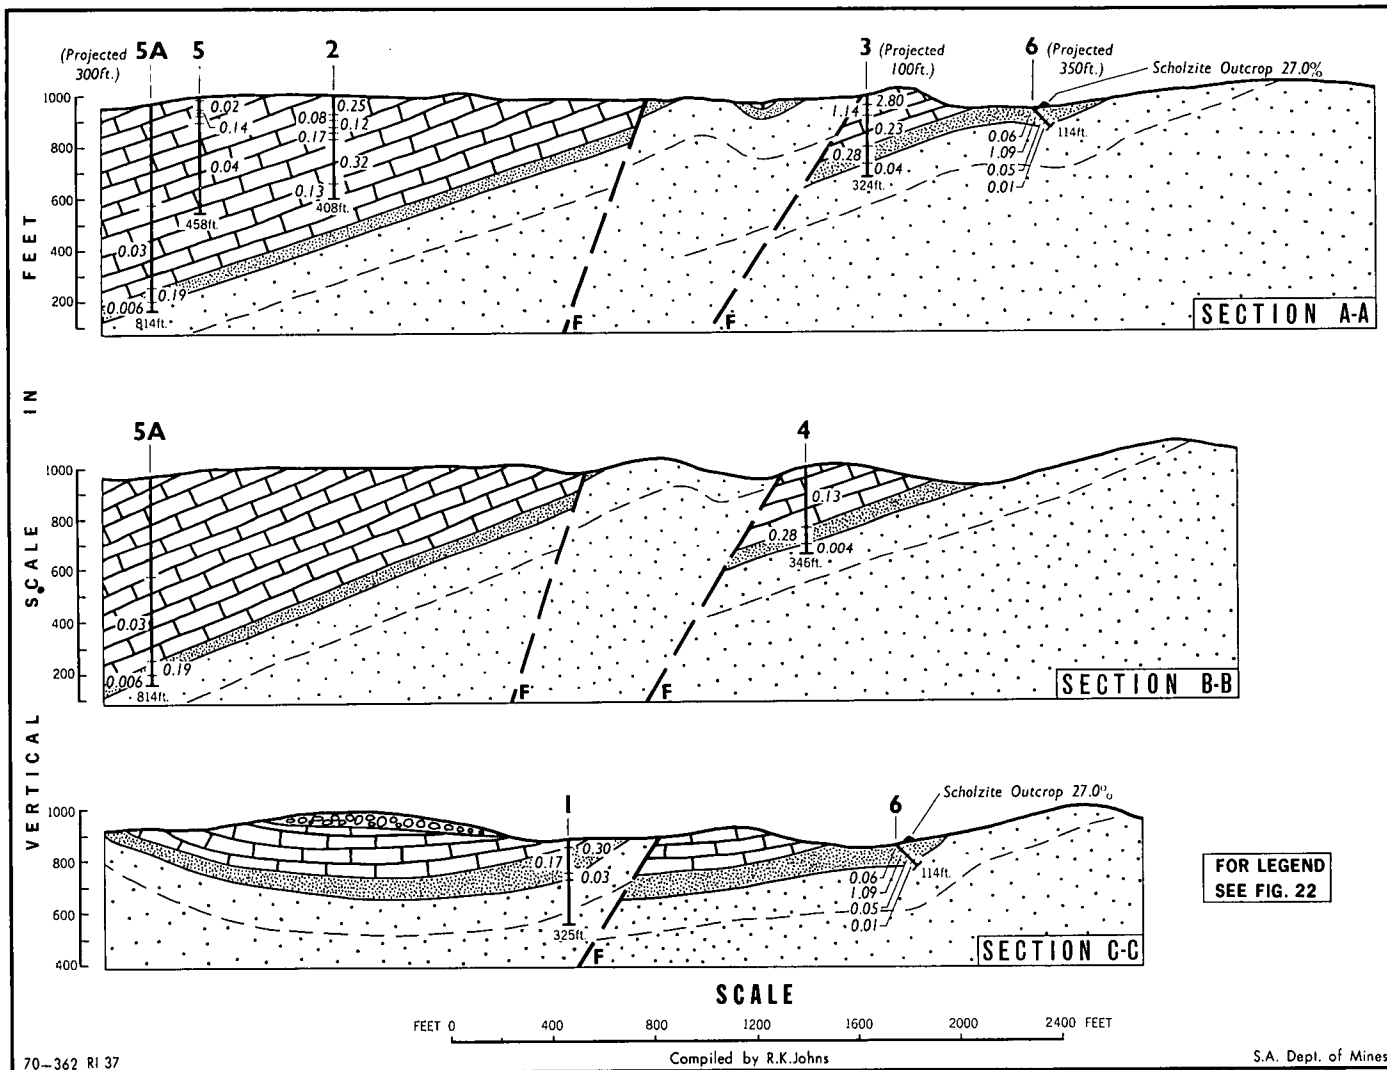 (Projected 300ft.) 5A 5 2 3 (Projected 100ft.) 6 (Projected 350ft.)
Scholzite Outcrop 27.0%
1000
800
600
400
200
0.02
0.14
0.04
458ft.
0.03
0.19
0.006
814ft.
0.25
0.08
0.12
0.17
0.32
0.13
408ft.
1.14
2.80
0.23
0.28
0.04
324ft.
0.06
1.09
0.05
0.01
114ft.
F
F
SECTION A-A
VERTICAL SCALE IN FEET
5A 4
1000
800
600
400
200
0.03
0.19
0.006
814ft.
0.13
0.28
0.004
346ft.
F
F
SECTION B-B
1 6
Scholzite Outcrop 27.0%
1000
800
600
400
0.30
0.17
0.03
325ft.
0.06
1.09
0.05
0.01
114ft.
F
SECTION C-C
FOR LEGEND
SEE FIG. 22
SCALE
FEET 0 400 800 1200 1600 2000 2400 FEET
70-362 RI 37
Compiled by R.K.Johns
S.A. Dept. of Mines